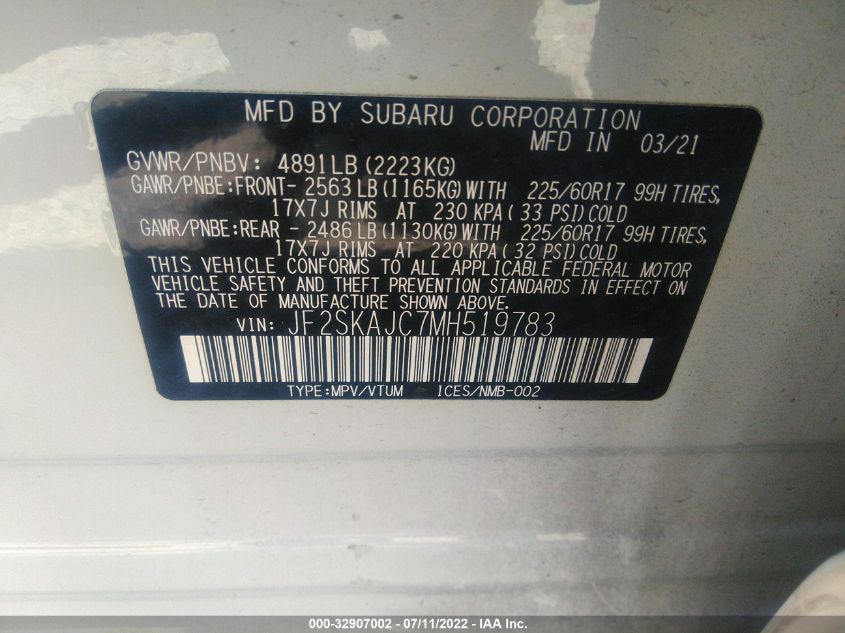 MFD BY SUBARU CORPORATION
MFD IN 03/21
GVWR/PNBV: 4891LB (2223KG)
GAWR/PNBE:FRONT- 2563LB (1165KG) WITH 225/60R17 99H TIRES,
17X7J RIMS AT 230 KPA( 33 PSI)COLD
GAWR/PNBE:REAR - 2486LB (1130KG) WITH 225/60R17 99H TIRES,
17X7J RIMS AT 220 KPA( 32 PSI)COLD
THIS VEHICLE CONFORMS TO ALL APPLICABLE FEDERAL MOTOR
VEHICLE SAFETY AND THEFT PREVENTION STANDARDS IN EFFECT ON
THE DATE OF MANUFACTURE SHOWN ABOVE.
VIN: JF2SKAJC7MH519783
TYPE:MPV/VTUM ICES/NMB-002
000-32907002 - 07/11/2022 - IAA Inc.